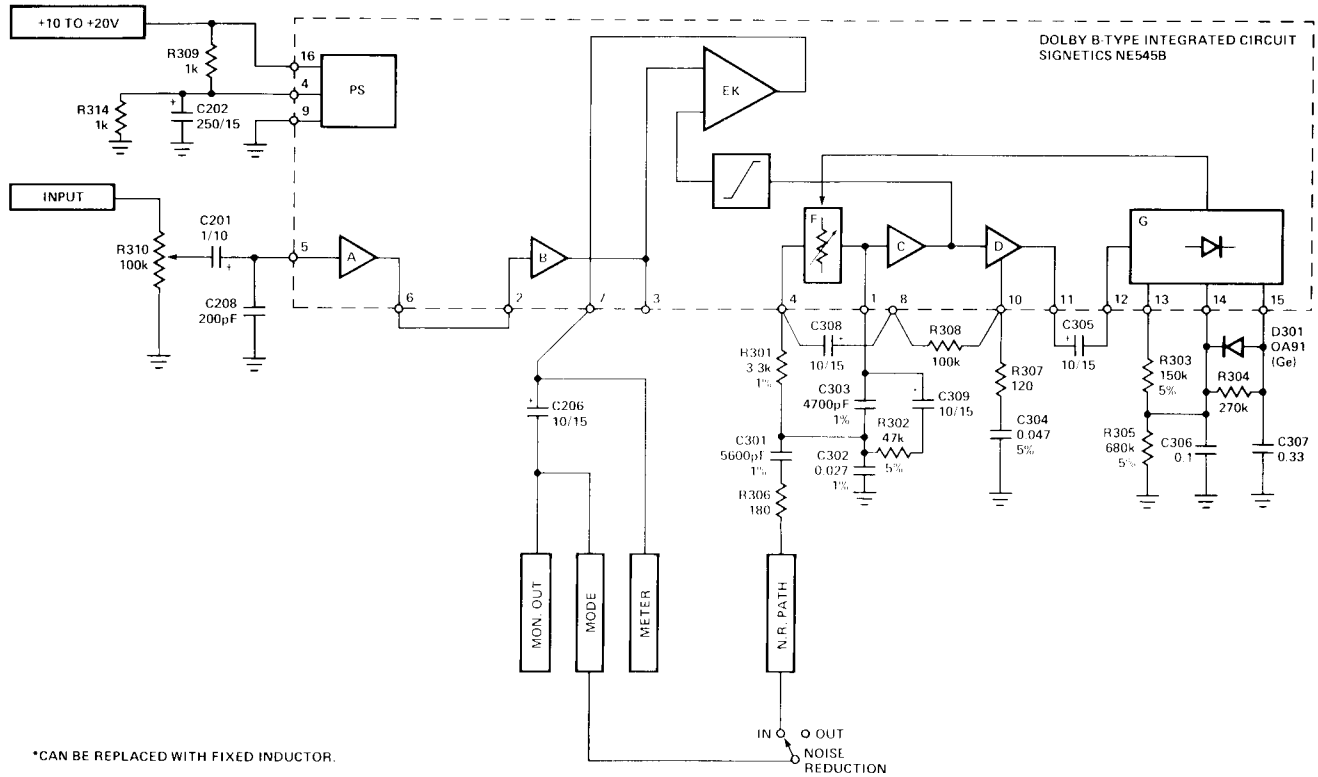 +10 TO +20V
DOLBY B-TYPE INTEGRATED CIRCUIT
SIGNETICS NE545B
R309
1k
16
4
9
PS
EK
R314
1k
+
C202
250/15
INPUT
C201
1/10
+
R310
100k
C208
200pF
5
A
6
2
B
7
3
F
C
D
G
4
1
8
10
11
12
13
14
15
C308
+
10/15
R308
100k
C305
+
10/15
D301
OA91
(Ge)
R301
3.3k
1%
C303
4700pF
1%
C309
10/15
R307
120
R303
150k
5%
R304
270k
+
C206
10/15
C301
5600pF
1%
R302
47k
5%
C302
0.027
1%
C304
0.047
5%
R305
680k
5%
C306
0.1
C307
0.33
R306
180
MON. OUT
MODE
METER
N.R. PATH
IN
OUT
NOISE
REDUCTION
*CAN BE REPLACED WITH FIXED INDUCTOR.